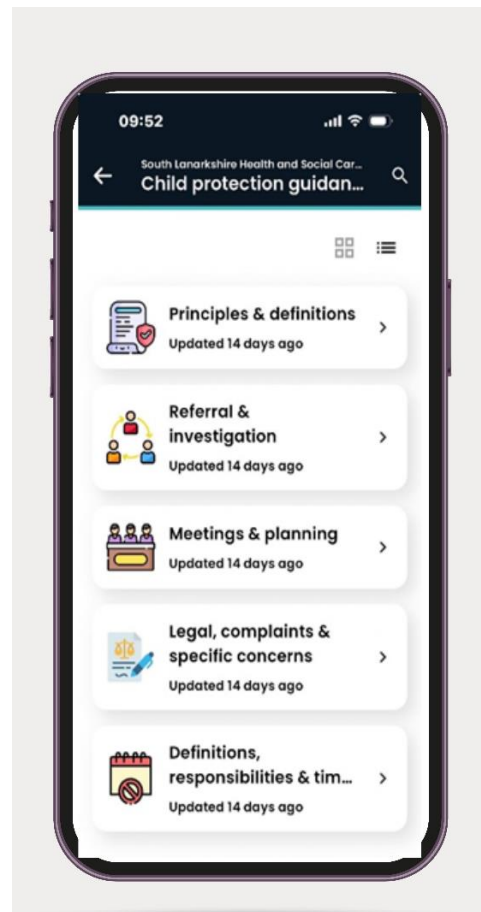 09:52
South Lanarkshire Health and Social Car...
Child protection guidan...
Principles & definitions
Updated 14 days ago
Referral &
investigation
Updated 14 days ago
Meetings & planning
Updated 14 days ago
Legal, complaints &
specific concerns
Updated 14 days ago
Definitions,
responsibilities & tim...
Updated 14 days ago